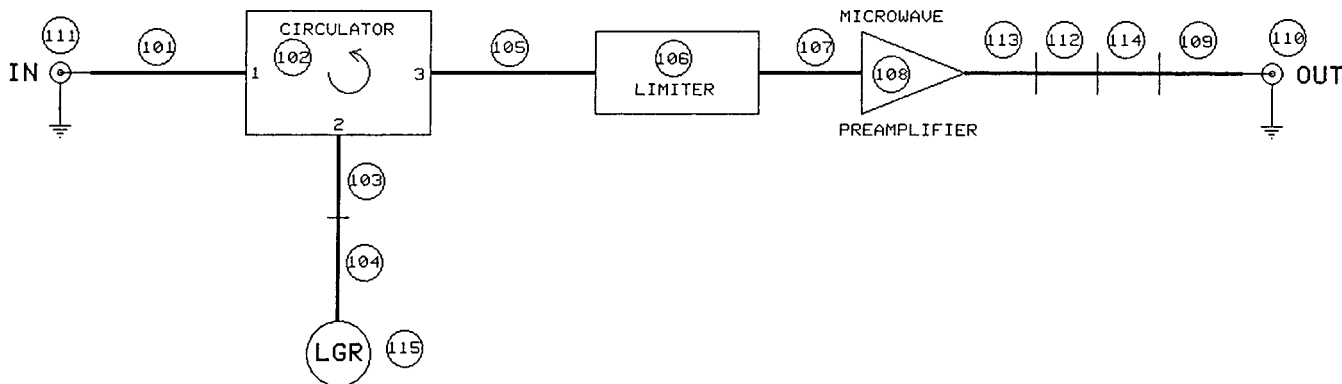 111
IN
101
CIRCULATOR
102
1
3
2
103
104
LGR
115
105
106
LIMITER
107
MICROWAVE
108
PREAMPLIFIER
113
112
114
109
110
OUT